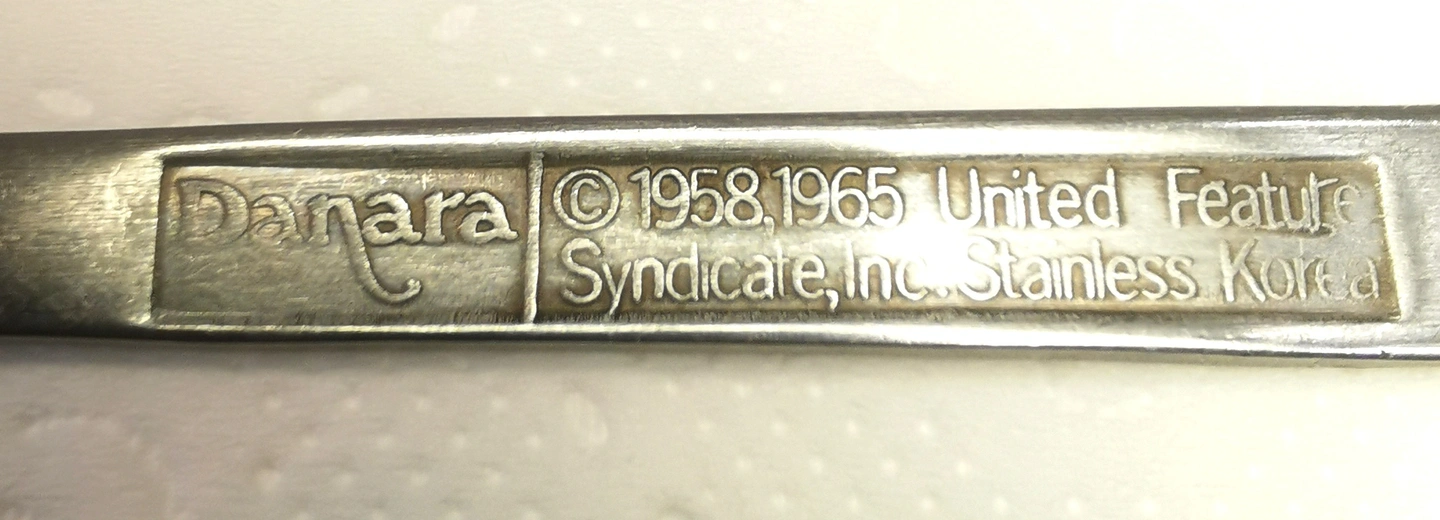 Danara
© 1958,1965 United Feature
Syndicate, Inc. Stainless Korea